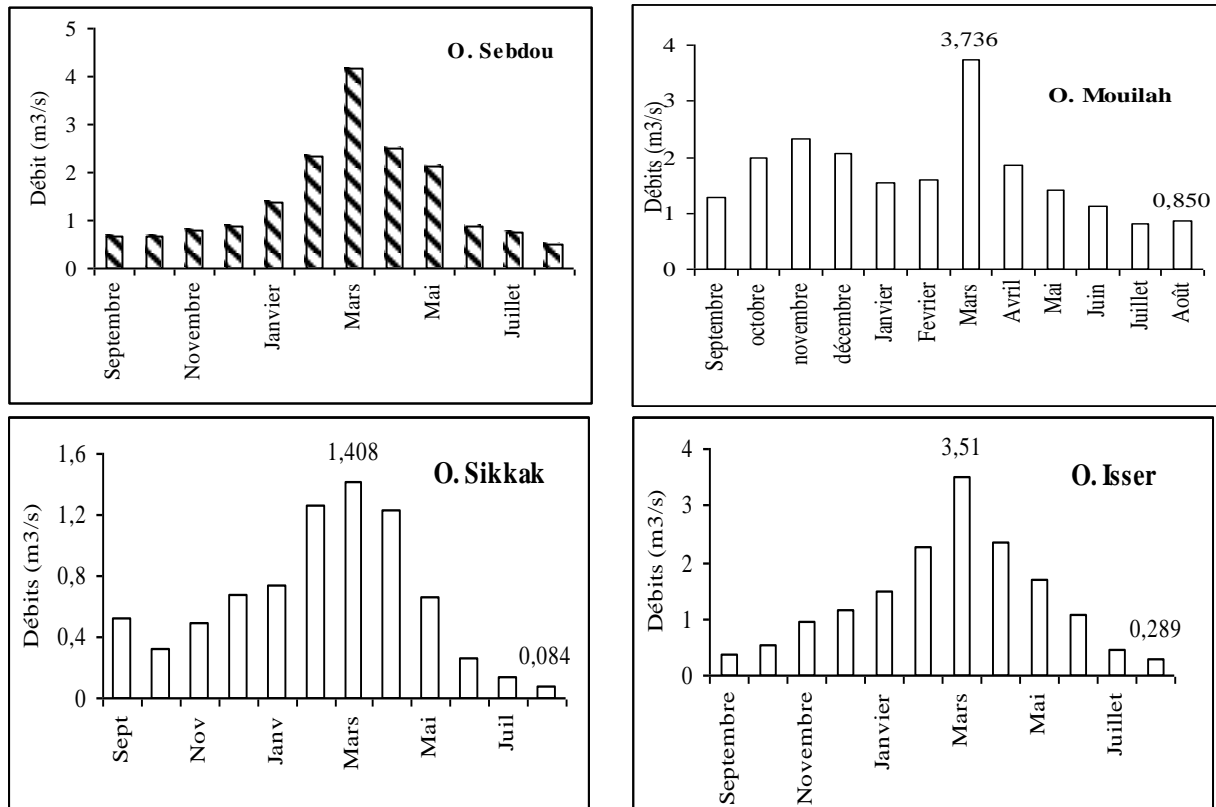 O. Sebdou
Débit (m3/s)
5
4
3
2
1
0
Septembre
Novembre
Janvier
Mars
Mai
Juillet
O. Mouilah
Débits (m3/s)
4
3
2
1
0
3,736
0,850
Septembre
octobre
novembre
décembre
Janvier
Fevrier
Mars
Avril
Mai
Juin
Juillet
Août
O. Sikkak
Débits (m3/s)
1,6
1,2
0,8
0,4
0
1,408
0,084
Sept
Nov
Janv
Mars
Mai
Juil
O. Isser
Débits (m3/s)
4
3
2
1
0
3,51
0,289
Septembre
Novembre
Janvier
Mars
Mai
Juillet